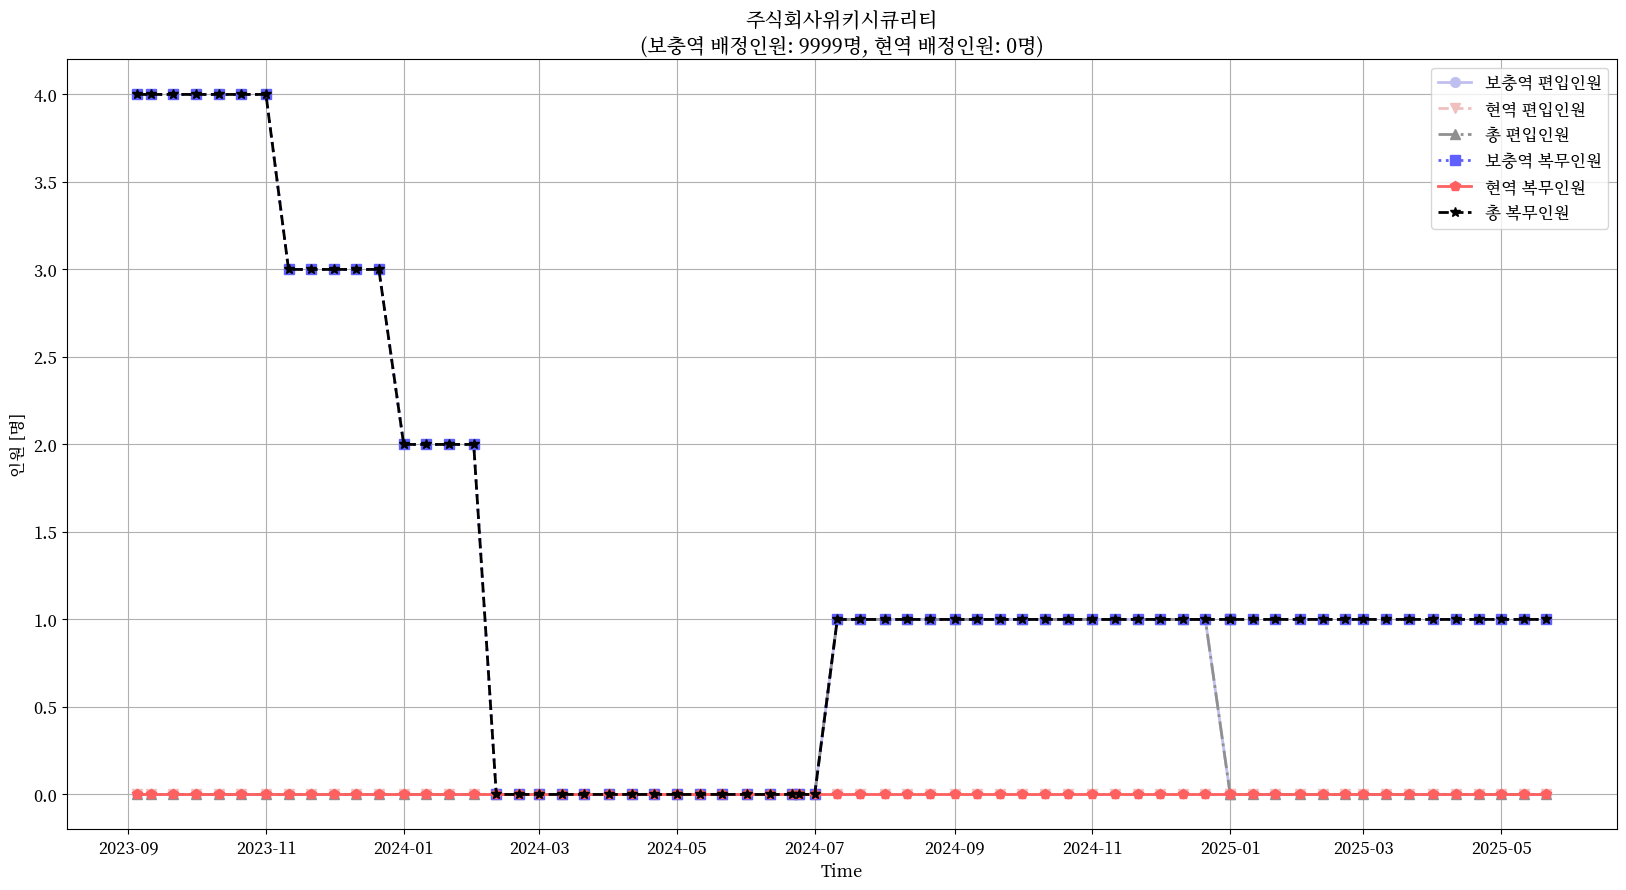 주식회사위키시큐리티
(보충역 배정인원: 9999명, 현역 배정인원: 0명)
보충역 편입인원
현역 편입인원
총 편입인원
보충역 복무인원
현역 복무인원
총 복무인원
인원 [명]
4.0
3.5
3.0
2.5
2.0
1.5
1.0
0.5
0.0
2023-09 2023-11 2024-01 2024-03 2024-05 2024-07 2024-09 2024-11 2025-01 2025-03 2025-05
Time